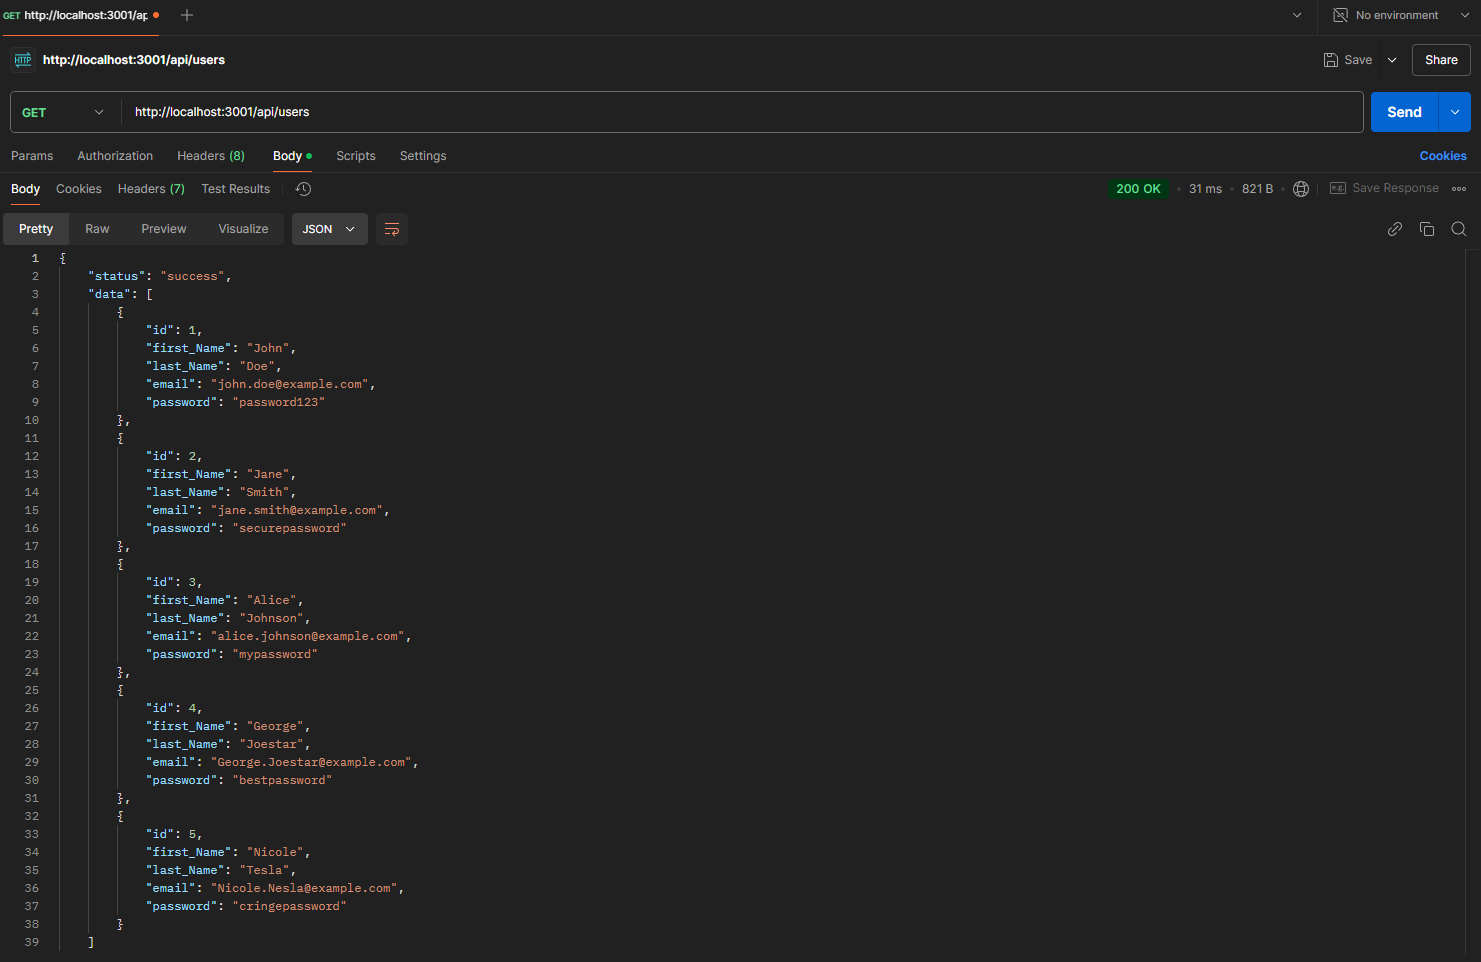 GET http://localhost:3001/ap
No environment
HTTP http://localhost:3001/api/users
Save
Share
GET
http://localhost:3001/api/users
Send
Params Authorization Headers (8) Body Scripts Settings
Cookies
Body Cookies Headers (7) Test Results
200 OK 31 ms 821 B e.g. Save Response
Pretty Raw Preview Visualize JSON
1 {
2 "status": "success",
3 "data": [
4 {
5 "id": 1,
6 "first_Name": "John",
7 "last_Name": "Doe",
8 "email": "john.doe@example.com",
9 "password": "password123"
10 },
11 {
12 "id": 2,
13 "first_Name": "Jane",
14 "last_Name": "Smith",
15 "email": "jane.smith@example.com",
16 "password": "securepassword"
17 },
18 {
19 "id": 3,
20 "first_Name": "Alice",
21 "last_Name": "Johnson",
22 "email": "alice.johnson@example.com",
23 "password": "mypassword"
24 },
25 {
26 "id": 4,
27 "first_Name": "George",
28 "last_Name": "Joestar",
29 "email": "George.Joestar@example.com",
30 "password": "bestpassword"
31 },
32 {
33 "id": 5,
34 "first_Name": "Nicole",
35 "last_Name": "Tesla",
36 "email": "Nicole.Nesla@example.com",
37 "password": "cringepassword"
38 }
39 ]